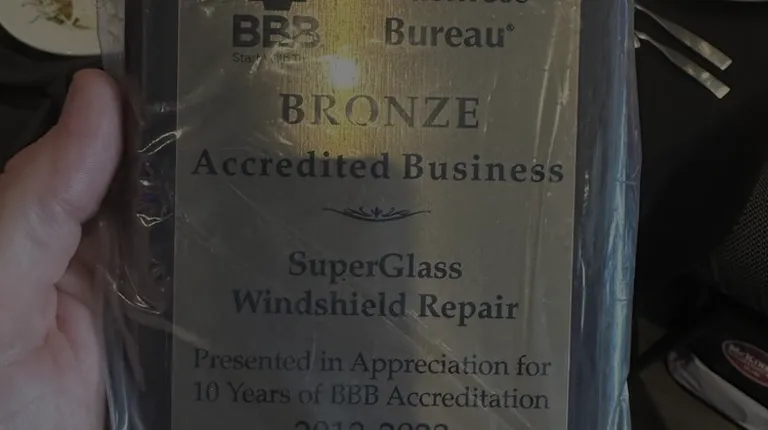 BBB
Bureau®
BRONZE
Accredited Business
SuperGlass
Windshield Repair
Presented in Appreciation for
10 Years of BBB Accreditation